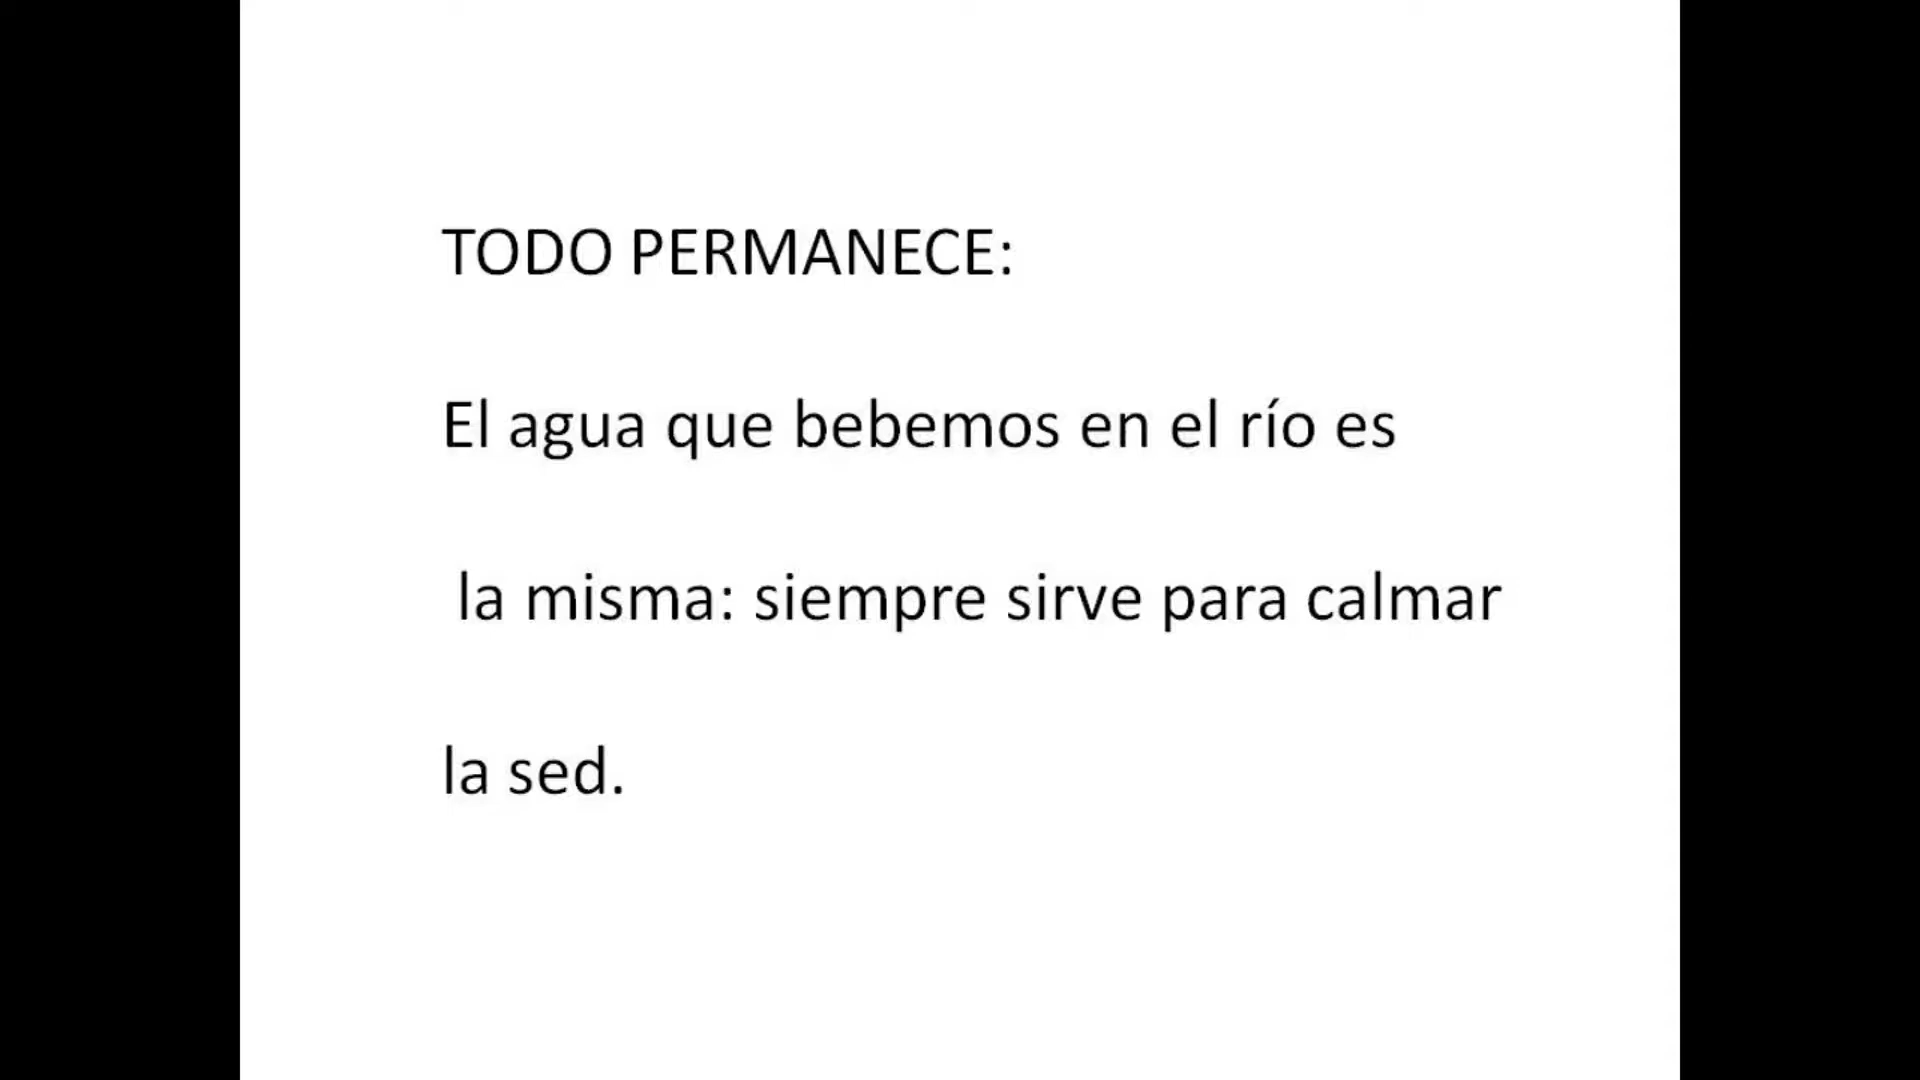 TODO PERMANECE:
El agua que bebemos en el río es
la misma: siempre sirve para calmar
la sed.